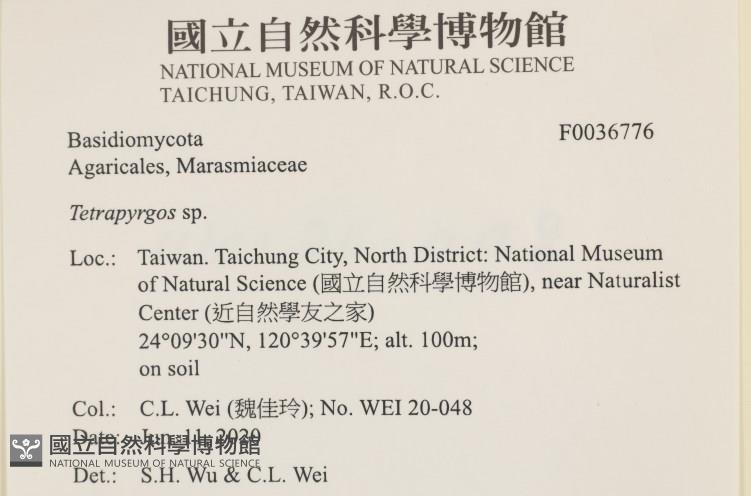 國立自然科學博物館
NATIONAL MUSEUM OF NATURAL SCIENCE
TAICHUNG, TAIWAN, R.O.C.
Basidiomycota F0036776
Agaricales, Marasmiaceae
Tetrapyrgos sp.
Loc.: Taiwan. Taichung City, North District: National Museum
of Natural Science (國立自然科學博物館), near Naturalist
Center (近自然學友之家)
24°09'30"N, 120°39'57"E; alt. 100m;
on soil
Col.: C.L. Wei (魏佳玲); No. WEI 20-048
Date: Jun. 11, 2020
國立自然科學博物館
NATIONAL MUSEUM OF NATURAL SCIENCE
Det.: S.H. Wu & C.L. Wei